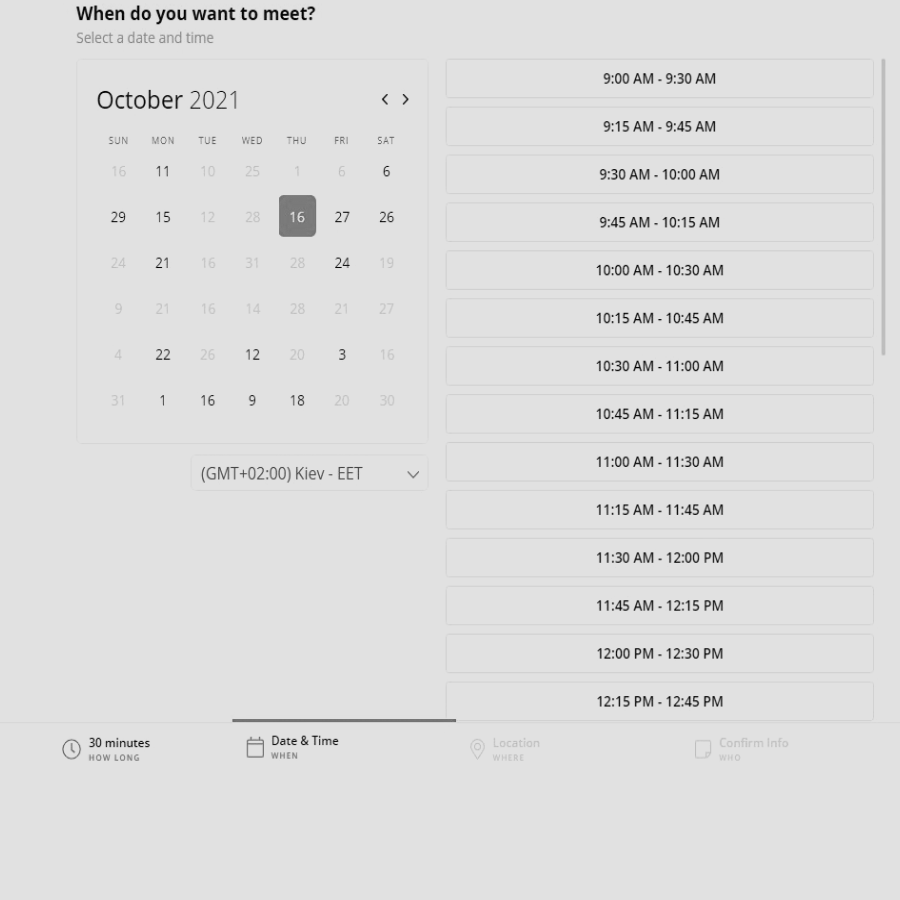 When do you want to meet?
Select a date and time
October 2021
SUN MON TUE WED THU FRI SAT
16 11 10 25 1 6 6
29 15 12 28 16 27 26
24 21 16 31 28 24 19
9 21 16 14 28 21 27
4 22 26 12 20 3 16
31 1 16 9 18 20 30
(GMT+02:00) Kiev - EET
9:00 AM - 9:30 AM
9:15 AM - 9:45 AM
9:30 AM - 10:00 AM
9:45 AM - 10:15 AM
10:00 AM - 10:30 AM
10:15 AM - 10:45 AM
10:30 AM - 11:00 AM
10:45 AM - 11:15 AM
11:00 AM - 11:30 AM
11:15 AM - 11:45 AM
11:30 AM - 12:00 PM
11:45 AM - 12:15 PM
12:00 PM - 12:30 PM
12:15 PM - 12:45 PM
30 minutes
HOW LONG
Date & Time
WHEN
Location
WHERE
Confirm Info
WHO